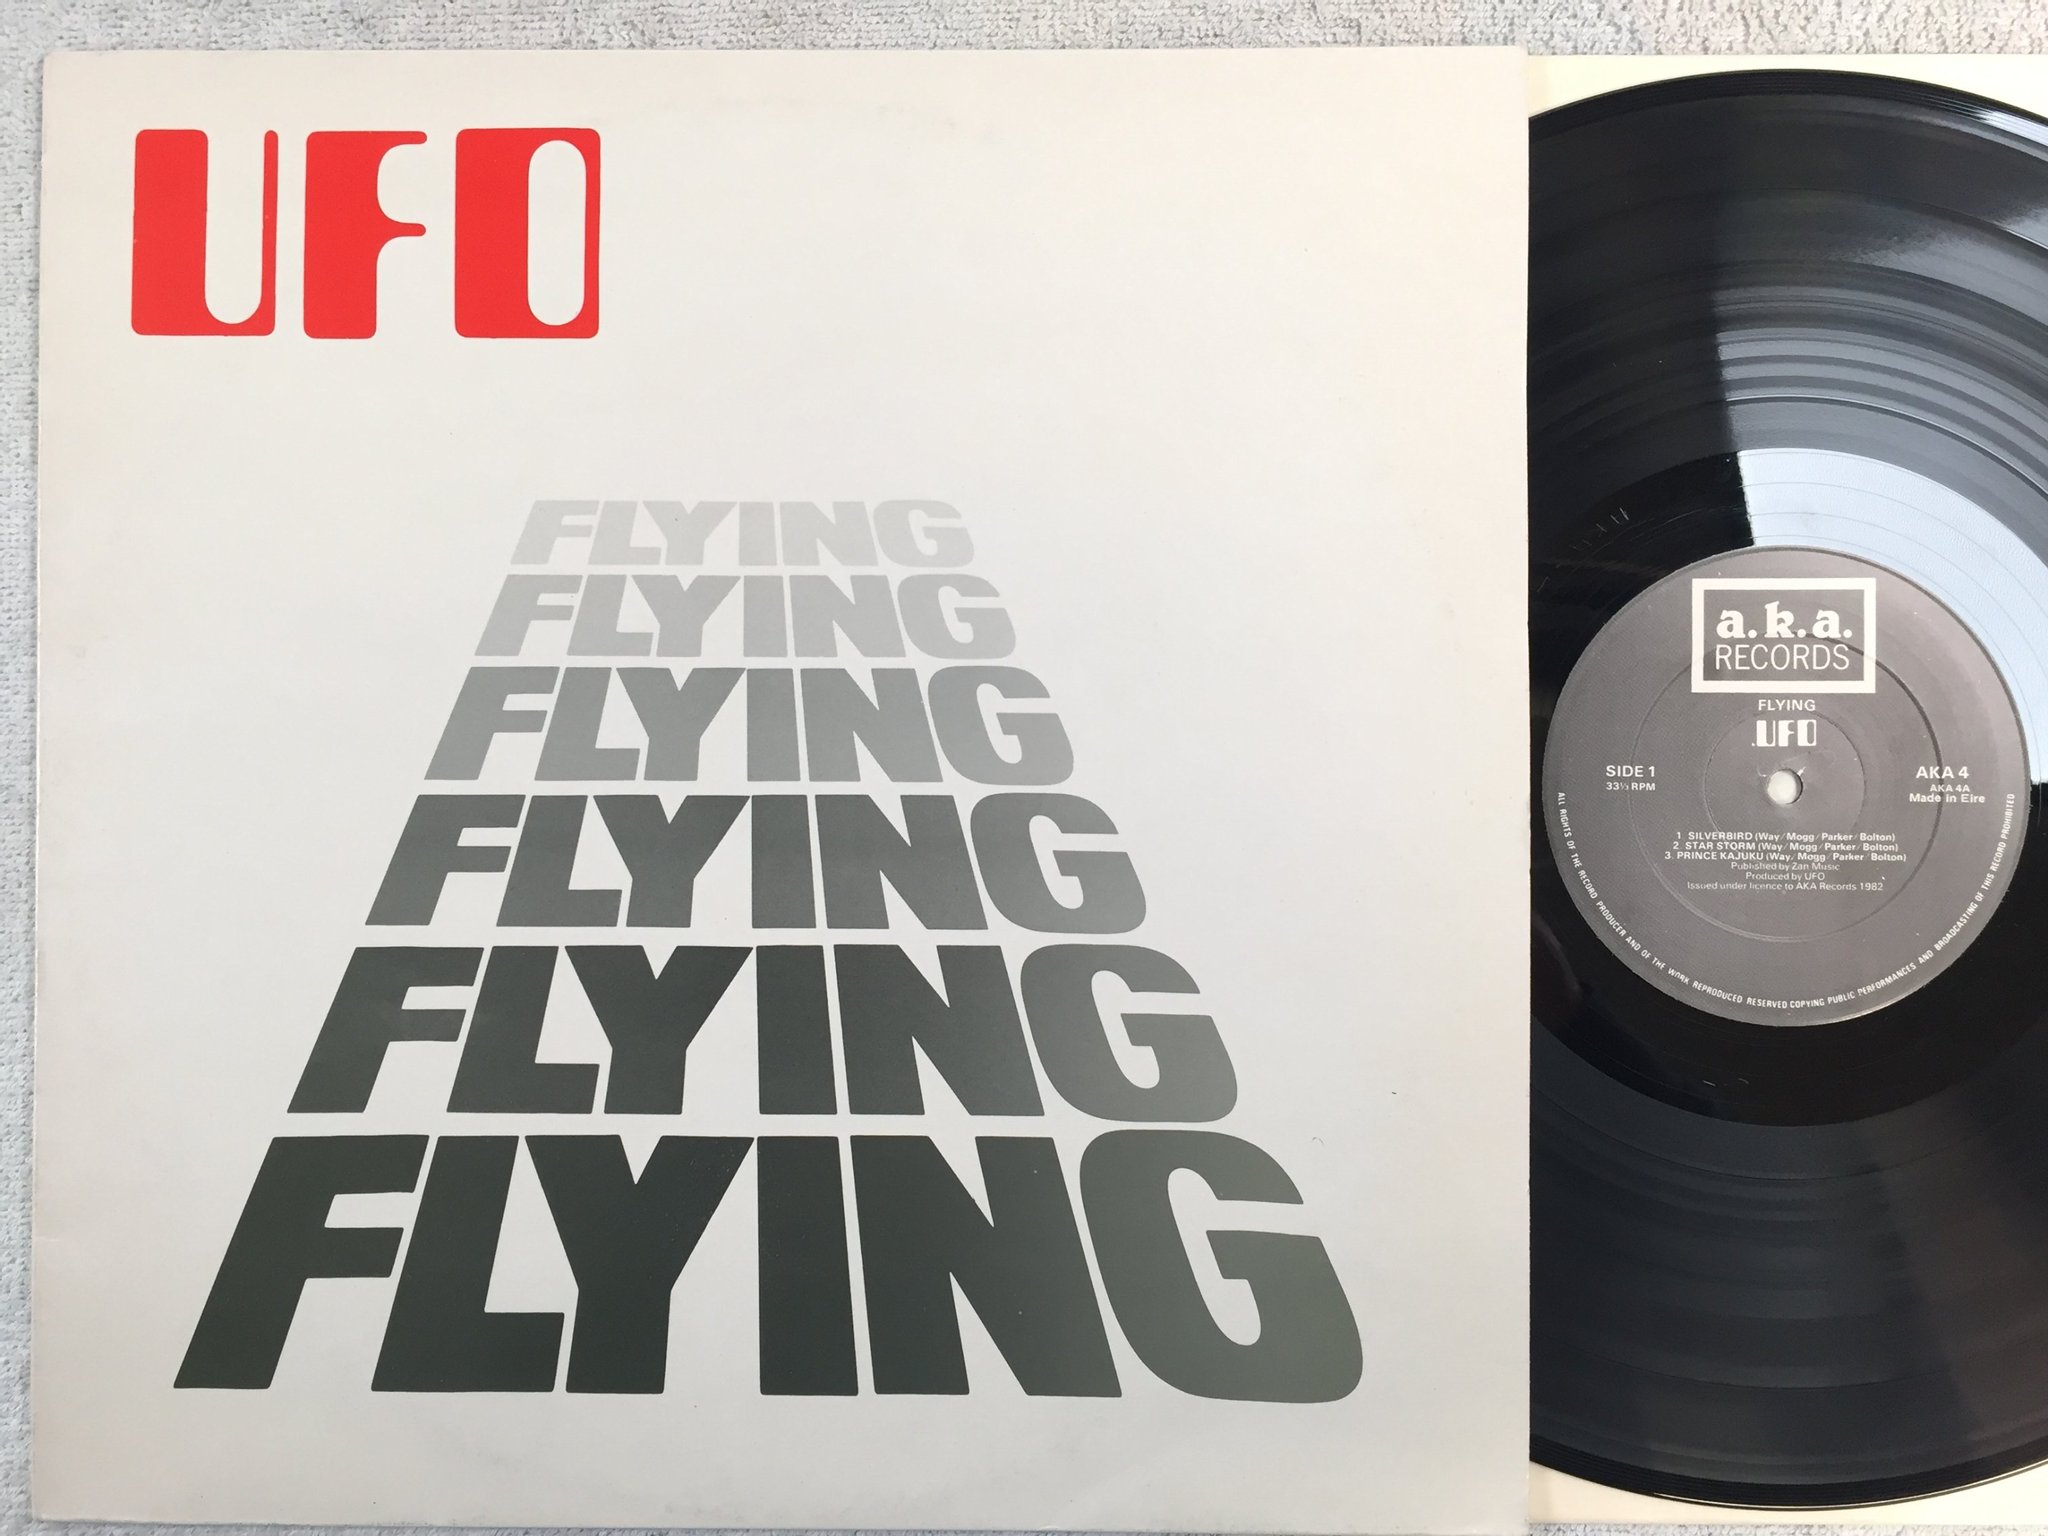 UFO
FLYING
FLYING
FLYING
FLYING
FLYING
FLYING
a.k.a.
RECORDS
FLYING
UFO
SIDE 1
33⅓ RPM
AKA 4
AKA 4A
Made in Eire
1 SILVERBIRD (Way/Mogg/Parker/Bolton)
2 STAR STORM (Way/Mogg/Parker/Bolton)
3 PRINCE KAJUKU (Way/Mogg/Parker/Bolton)
Published by Zan Music
Produced by UFO
Issued under licence to AKA Records 1982
ALL RIGHTS OF THE RECORD PRODUCER AND OF THE WORK REPRODUCED RESERVED COPYING PUBLIC PERFORMANCES AND BROADCASTING OF THIS RECORD PROHIBITED